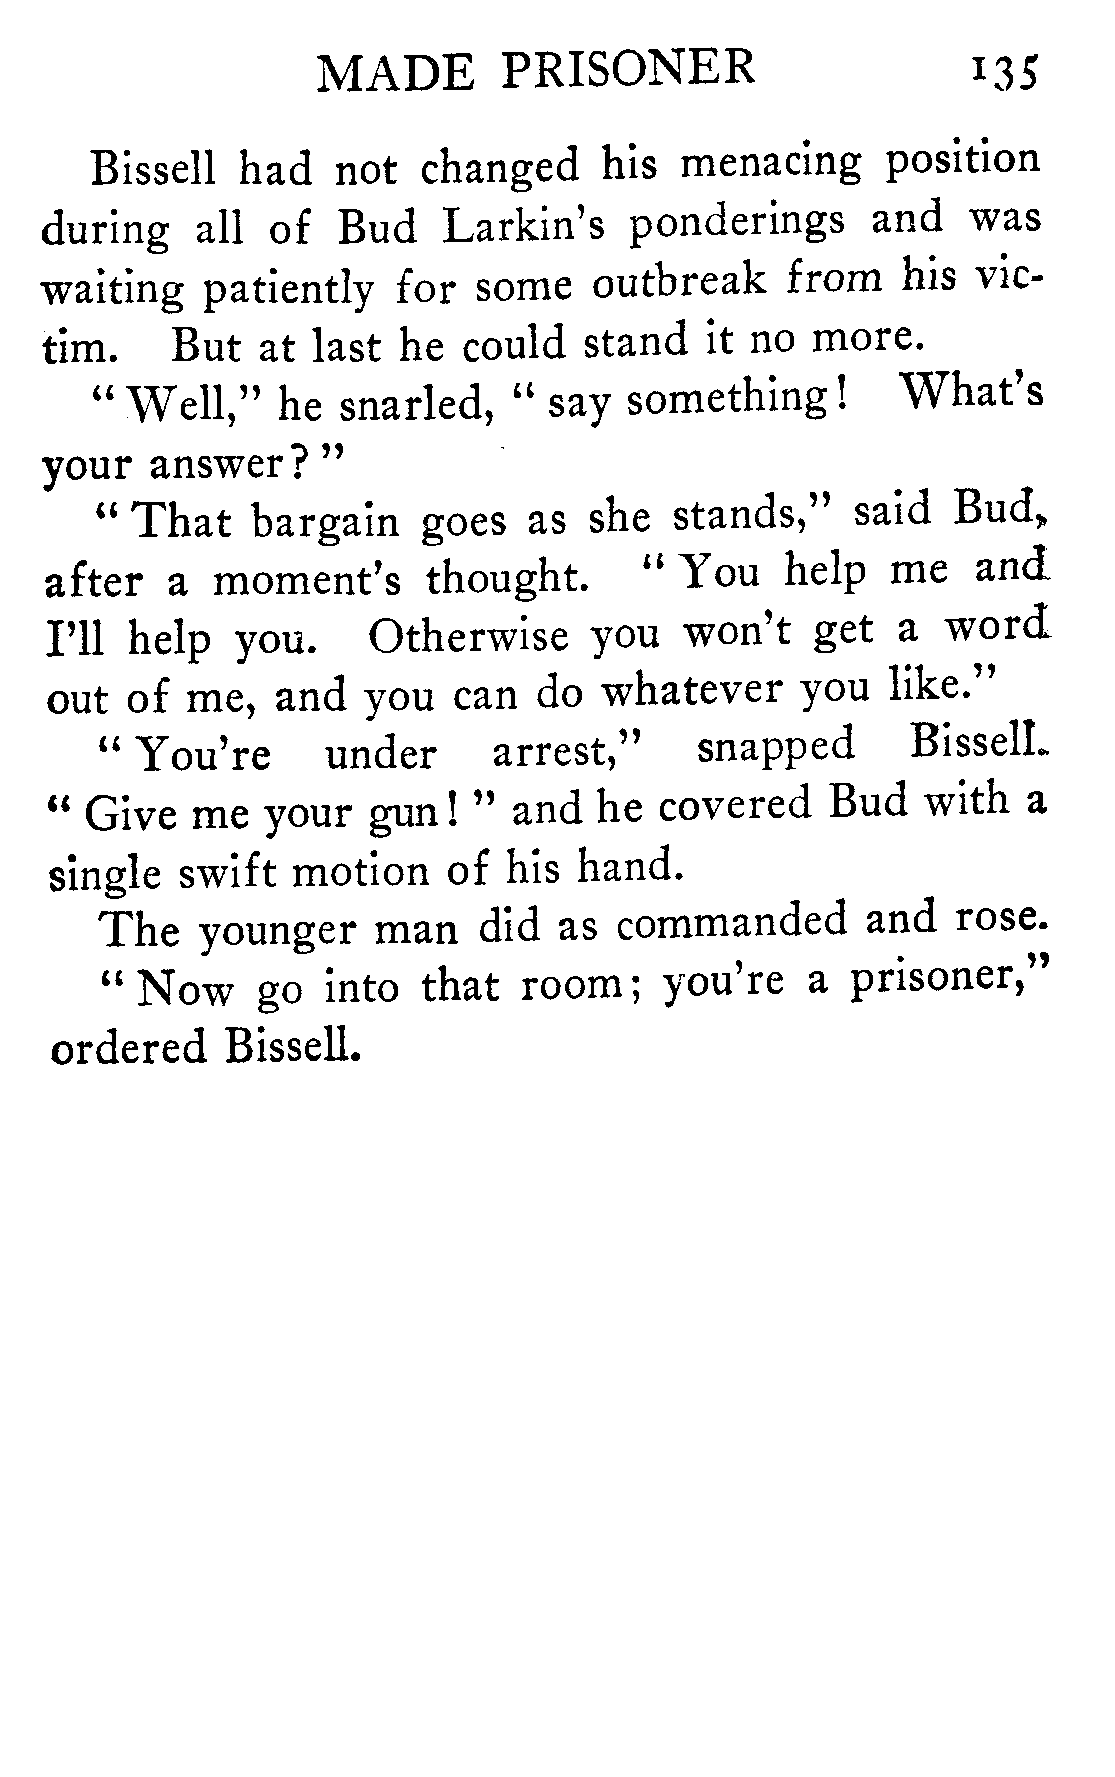 MADE PRISONER 135
Bissell had not changed his menacing position
during all of Bud Larkin's ponderings and was
waiting patiently for some outbreak from his vic-
tim. But at last he could stand it no more.
" Well," he snarled, " say something! What's
your answer? "
" That bargain goes as she stands," said Bud,
after a moment's thought. " You help me and
I'll help you. Otherwise you won't get a word
out of me, and you can do whatever you like."
" You're under arrest," snapped Bissell.
" Give me your gun! " and he covered Bud with a
single swift motion of his hand.
The younger man did as commanded and rose.
" Now go into that room; you're a prisoner,"
ordered Bissell.